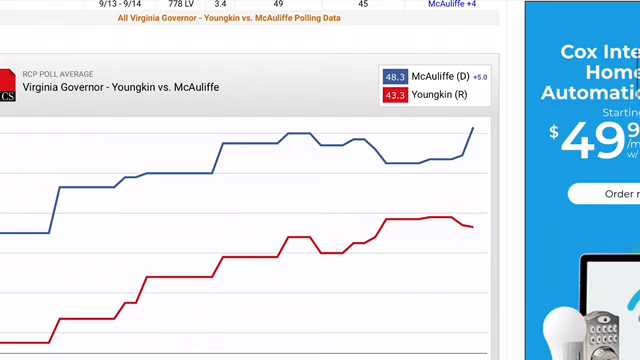 9/13 - 9/14 778 LV 3.4 49 45 McAuliffe +4
All Virginia Governor - Youngkin vs. McAuliffe Polling Data
RCP POLL AVERAGE
Virginia Governor - Youngkin vs. McAuliffe
CS
48.3 McAuliffe (D) +5.0
43.3 Youngkin (R)
Cox Inte
Home
Automatic
Starting
$49.9
/m
w/
Order n